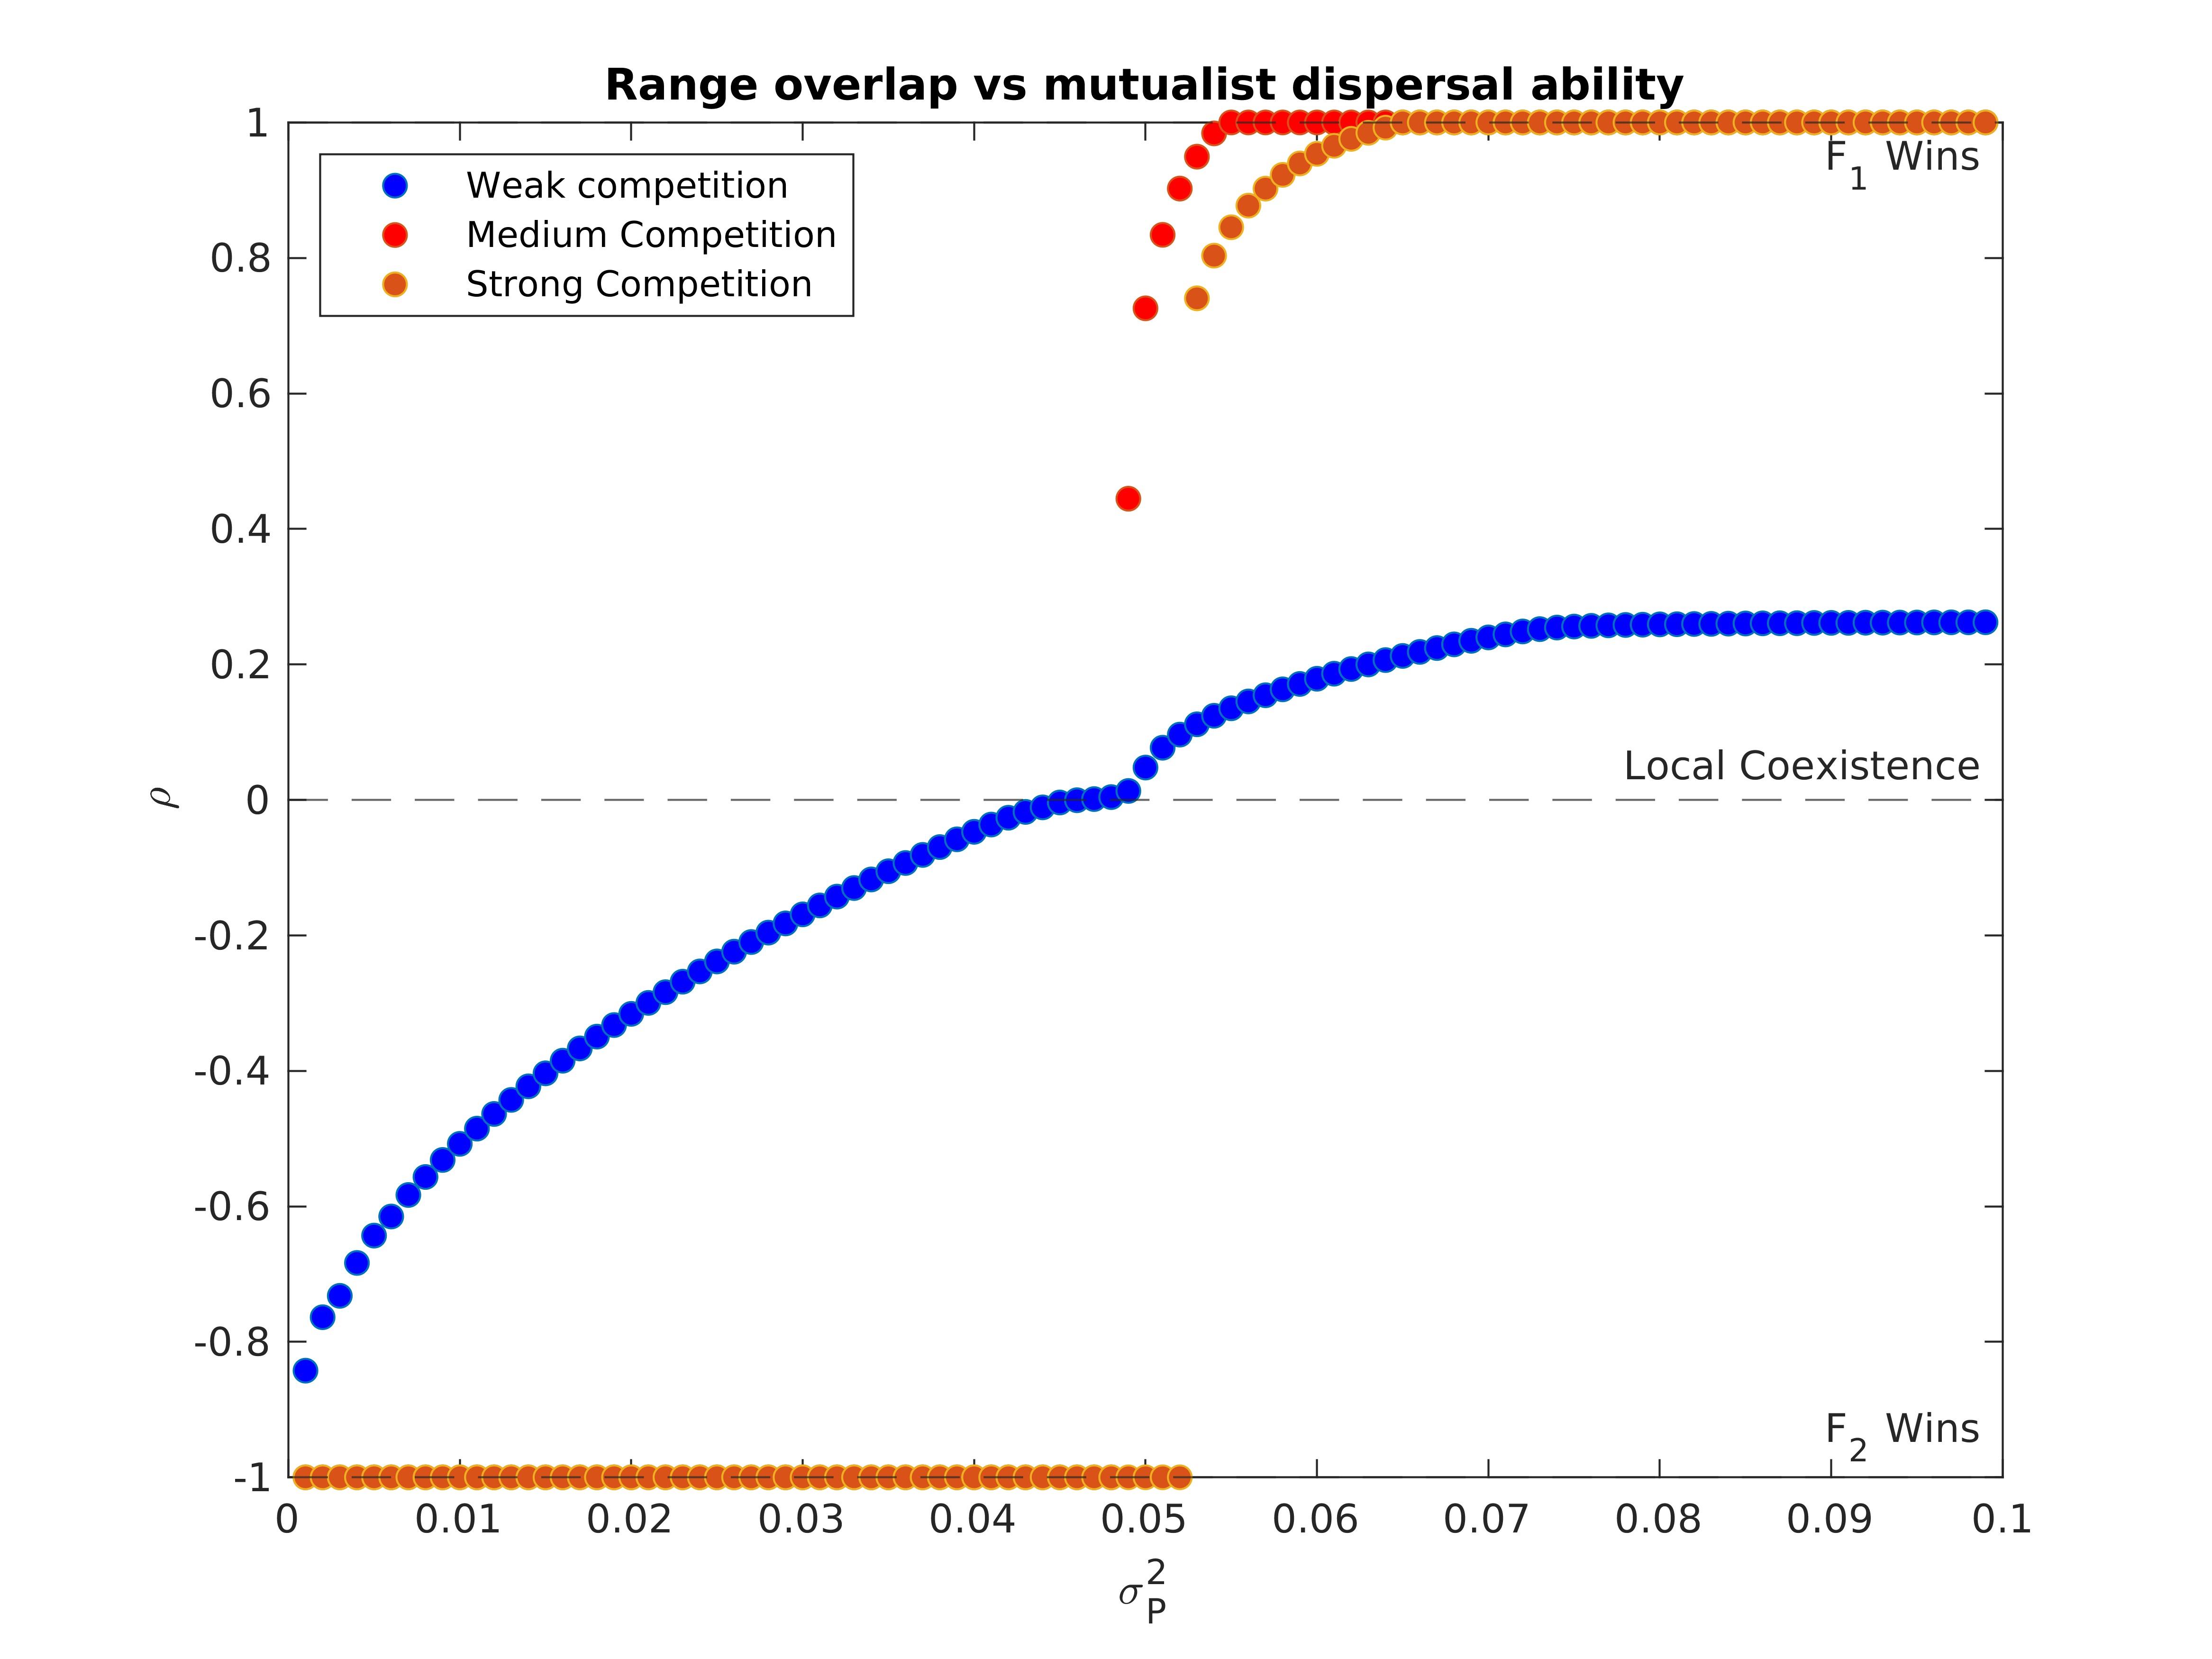 Range overlap vs mutualist dispersal ability
1
0.8
0.6
0.4
0.2
0
-0.2
-0.4
-0.6
-0.8
-1
ρ
Weak competition
Medium Competition
Strong Competition
F₁ Wins
Local Coexistence
F₂ Wins
0 0.01 0.02 0.03 0.04 0.05 0.06 0.07 0.08 0.09 0.1
σ²_P